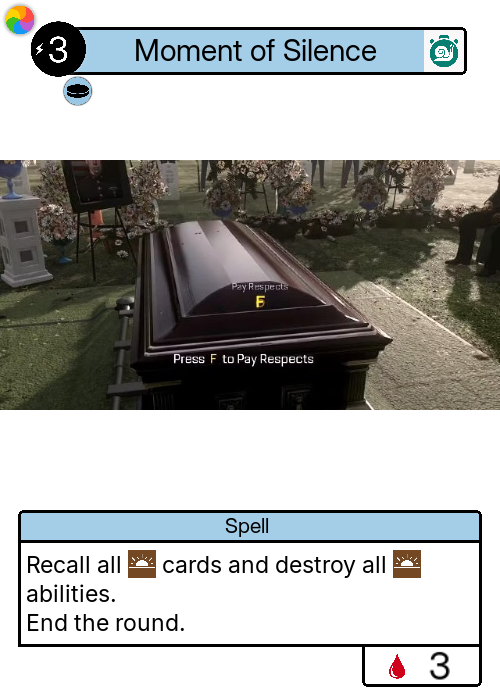 3
Moment of Silence
Pay Respects
F
Press F to Pay Respects
Spell
Recall all cards and destroy all
abilities.
End the round.
3